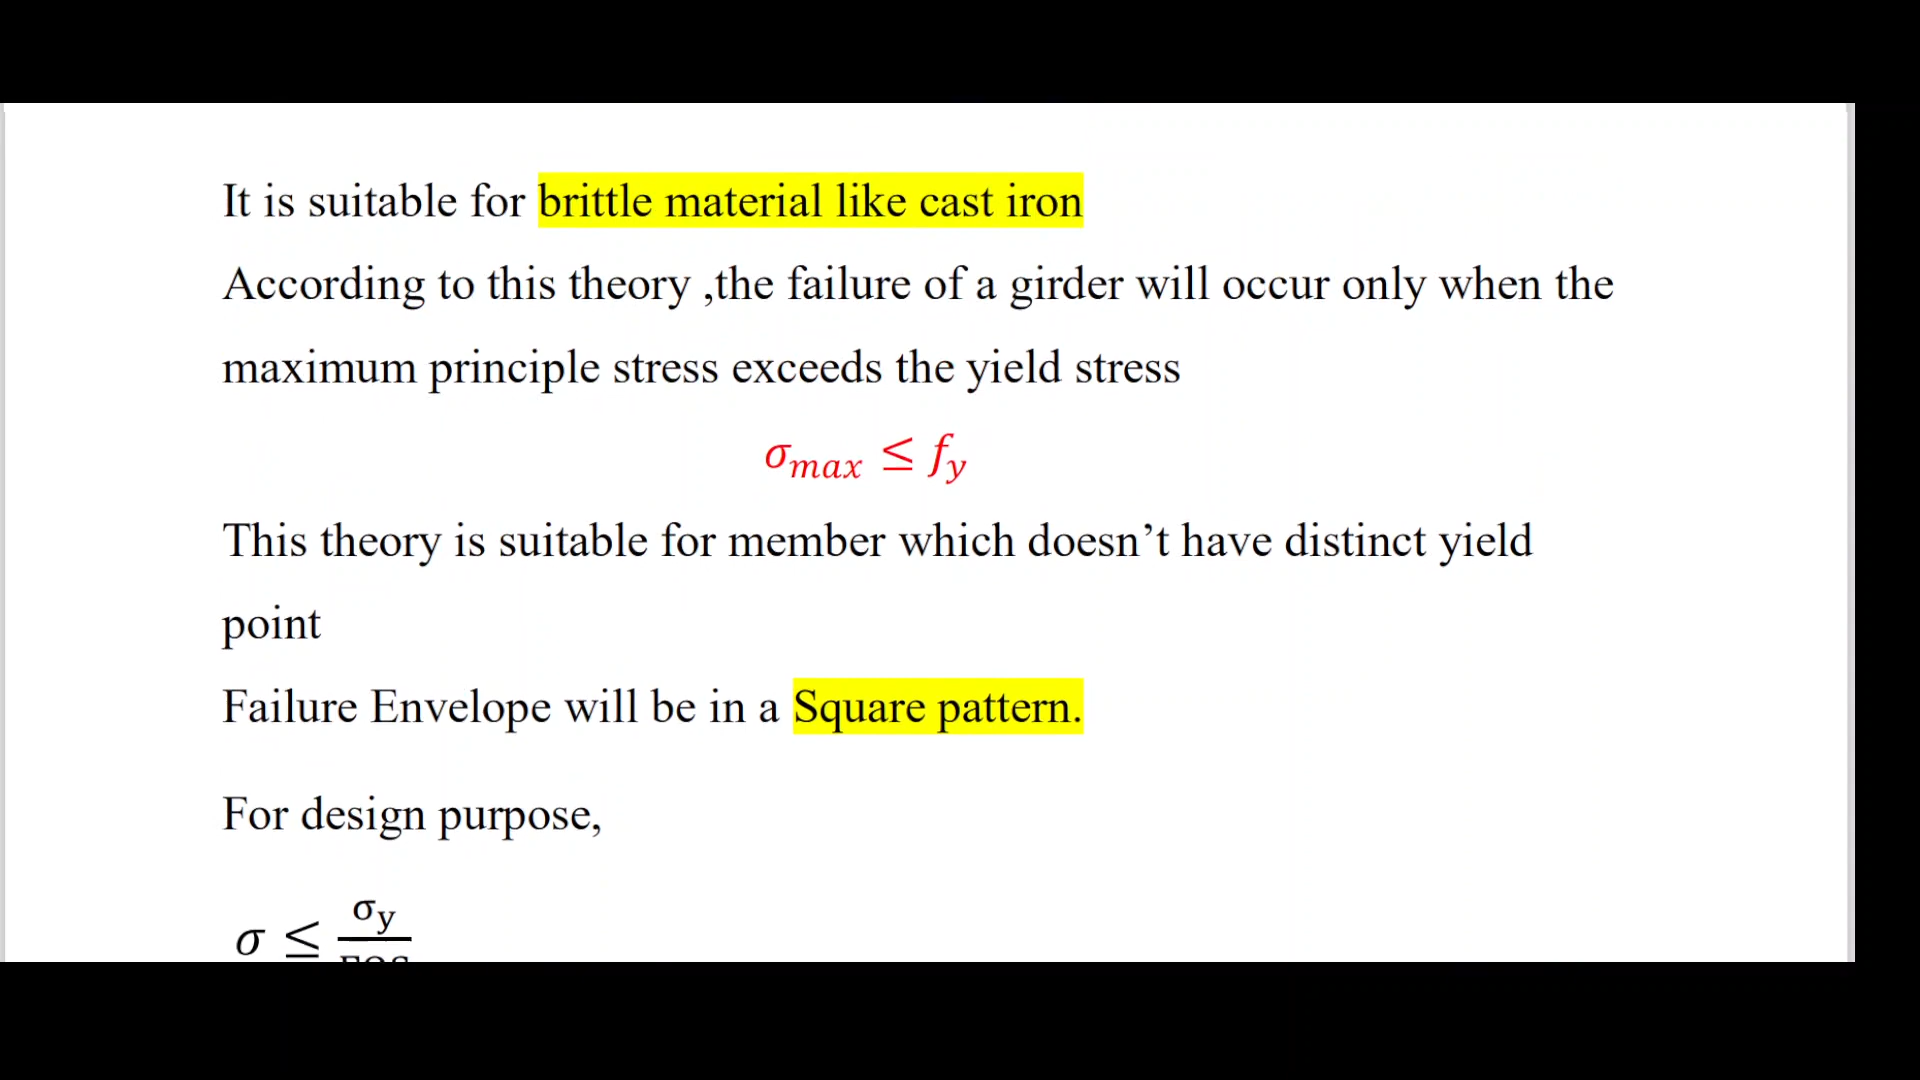 It is suitable for brittle material like cast iron
According to this theory ,the failure of a girder will occur only when the
maximum principle stress exceeds the yield stress
σmax ≤ fy
This theory is suitable for member which doesn’t have distinct yield
point
Failure Envelope will be in a Square pattern.
For design purpose,
σy
σ ≤